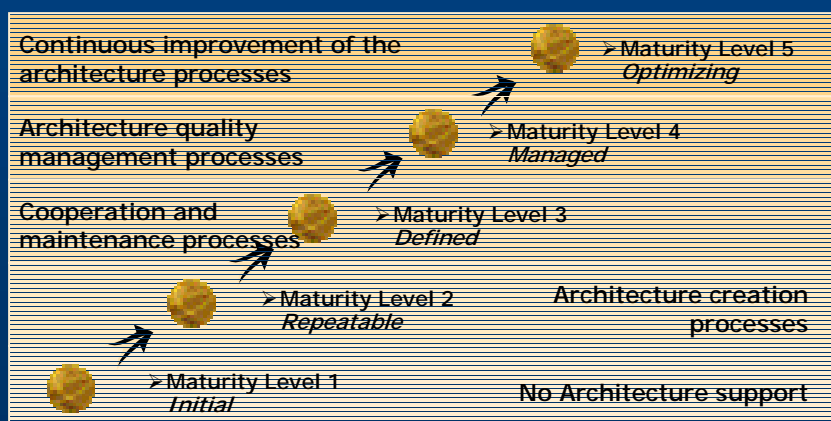 Continuous improvement of the
architecture processes
➢Maturity Level 5
Optimizing
Architecture quality
management processes
➢Maturity Level 4
Managed
Cooperation and
maintenance processes
➢Maturity Level 3
Defined
➢Maturity Level 2
Repeatable
Architecture creation
processes
➢Maturity Level 1
Initial
No Architecture support